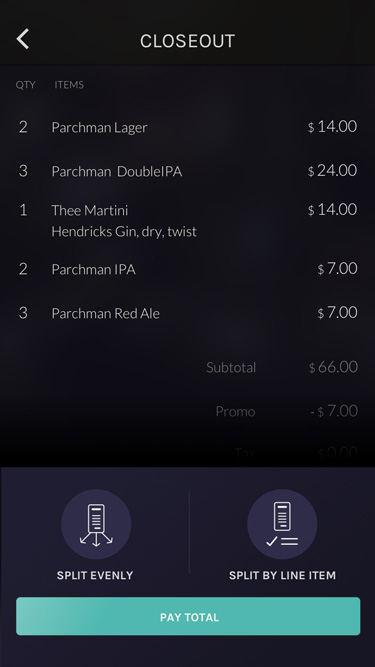 CLOSEOUT
QTY ITEMS
2 Parchman Lager $ 14.00
3 Parchman DoubleIPA $ 24.00
1 Thee Martini $ 14.00
Hendricks Gin, dry, twist
2 Parchman IPA $ 7.00
3 Parchman Red Ale $ 7.00
Subtotal $ 66.00
Promo - $ 7.00
Tax $ 0.00
SPLIT EVENLY SPLIT BY LINE ITEM
PAY TOTAL